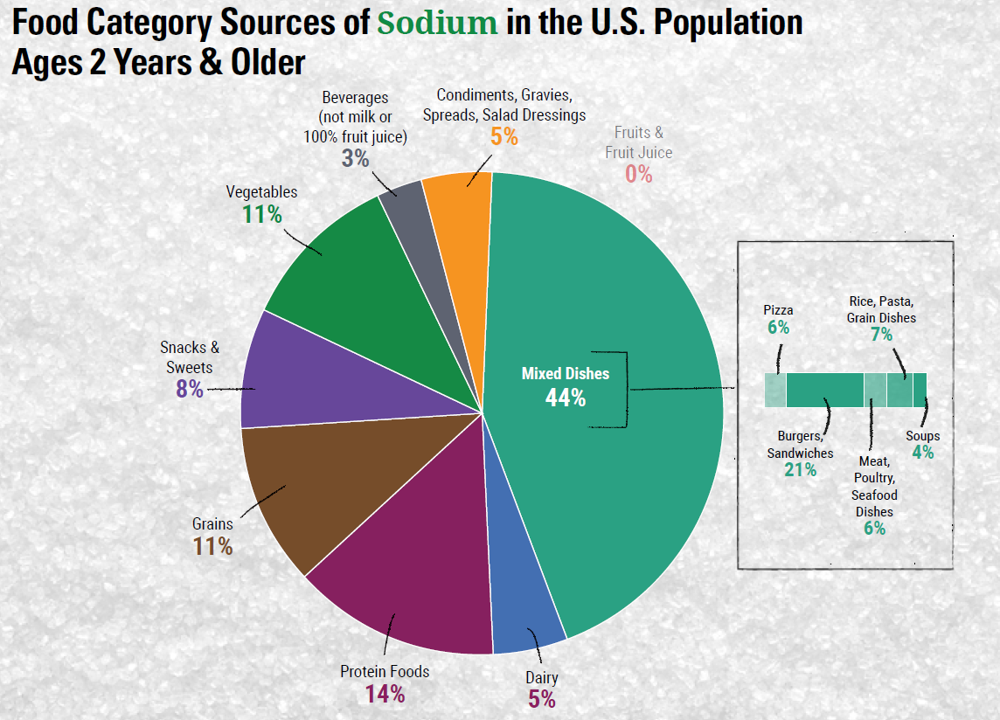 Food Category Sources of Sodium in the U.S. Population
Ages 2 Years & Older
Beverages
(not milk or
100% fruit juice)
3%
Condiments, Gravies,
Spreads, Salad Dressings
5%
Fruits &
Fruit Juice
0%
Vegetables
11%
Snacks &
Sweets
8%
Mixed Dishes
44%
Grains
11%
Protein Foods
14%
Dairy
5%
Pizza
6%
Rice, Pasta,
Grain Dishes
7%
Burgers,
Sandwiches
21%
Meat,
Poultry,
Seafood
Dishes
6%
Soups
4%